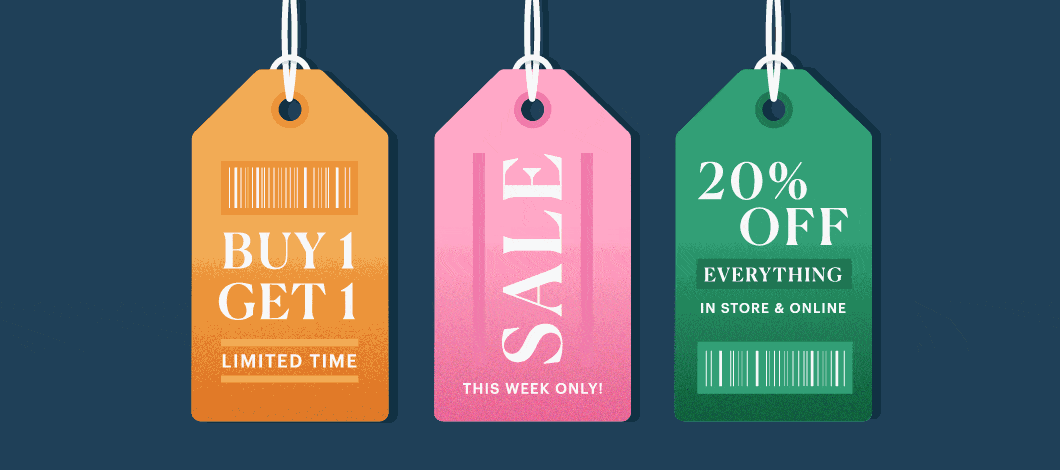 BUY 1
GET 1
LIMITED TIME
SALE
THIS WEEK ONLY!
20%
OFF
EVERYTHING
IN STORE & ONLINE